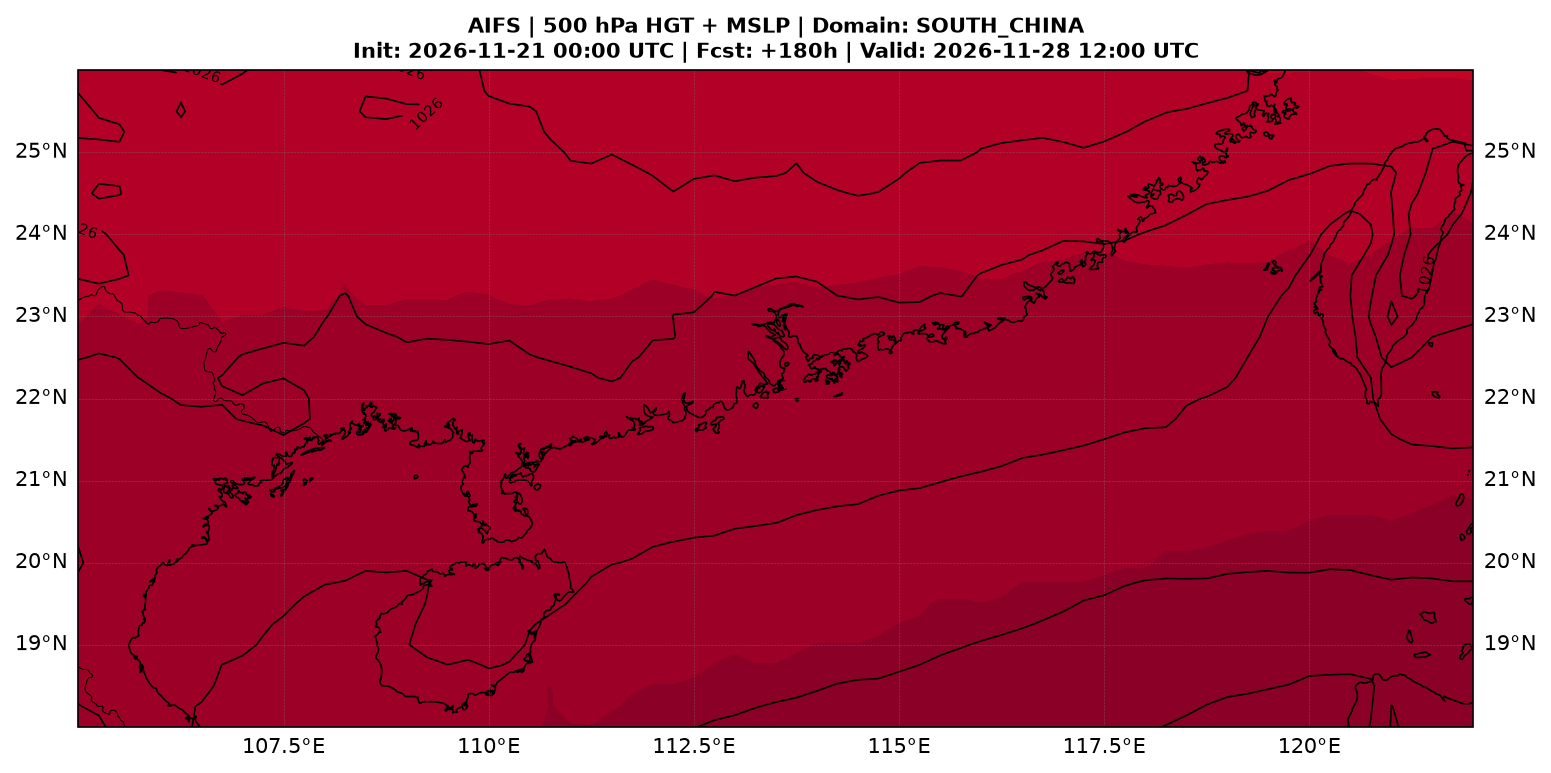 AIFS | 500 hPa HGT + MSLP | Domain: SOUTH_CHINA
Init: 2026-11-21 00:00 UTC | Fcst: +180h | Valid: 2026-11-28 12:00 UTC
1026
26
1026
26
1026
25°N
25°N
24°N
24°N
23°N
23°N
22°N
22°N
21°N
21°N
20°N
20°N
19°N
19°N
107.5°E
110°E
112.5°E
115°E
117.5°E
120°E